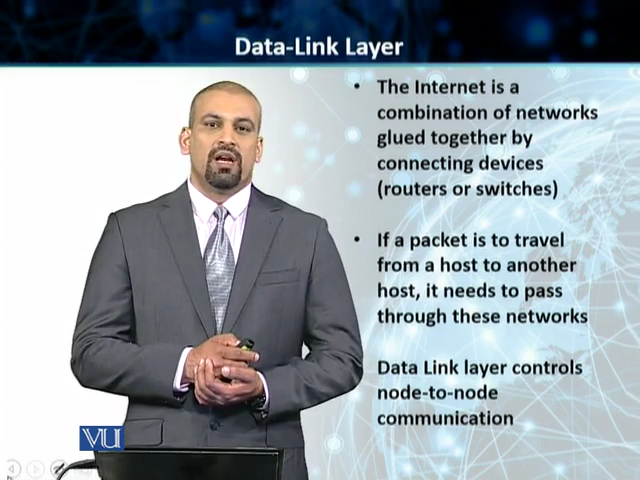 Data-Link Layer
• The Internet is a
combination of networks
glued together by
connecting devices
(routers or switches)
• If a packet is to travel
from a host to another
host, it needs to pass
through these networks
Data Link layer controls
node-to-node
communication
VU